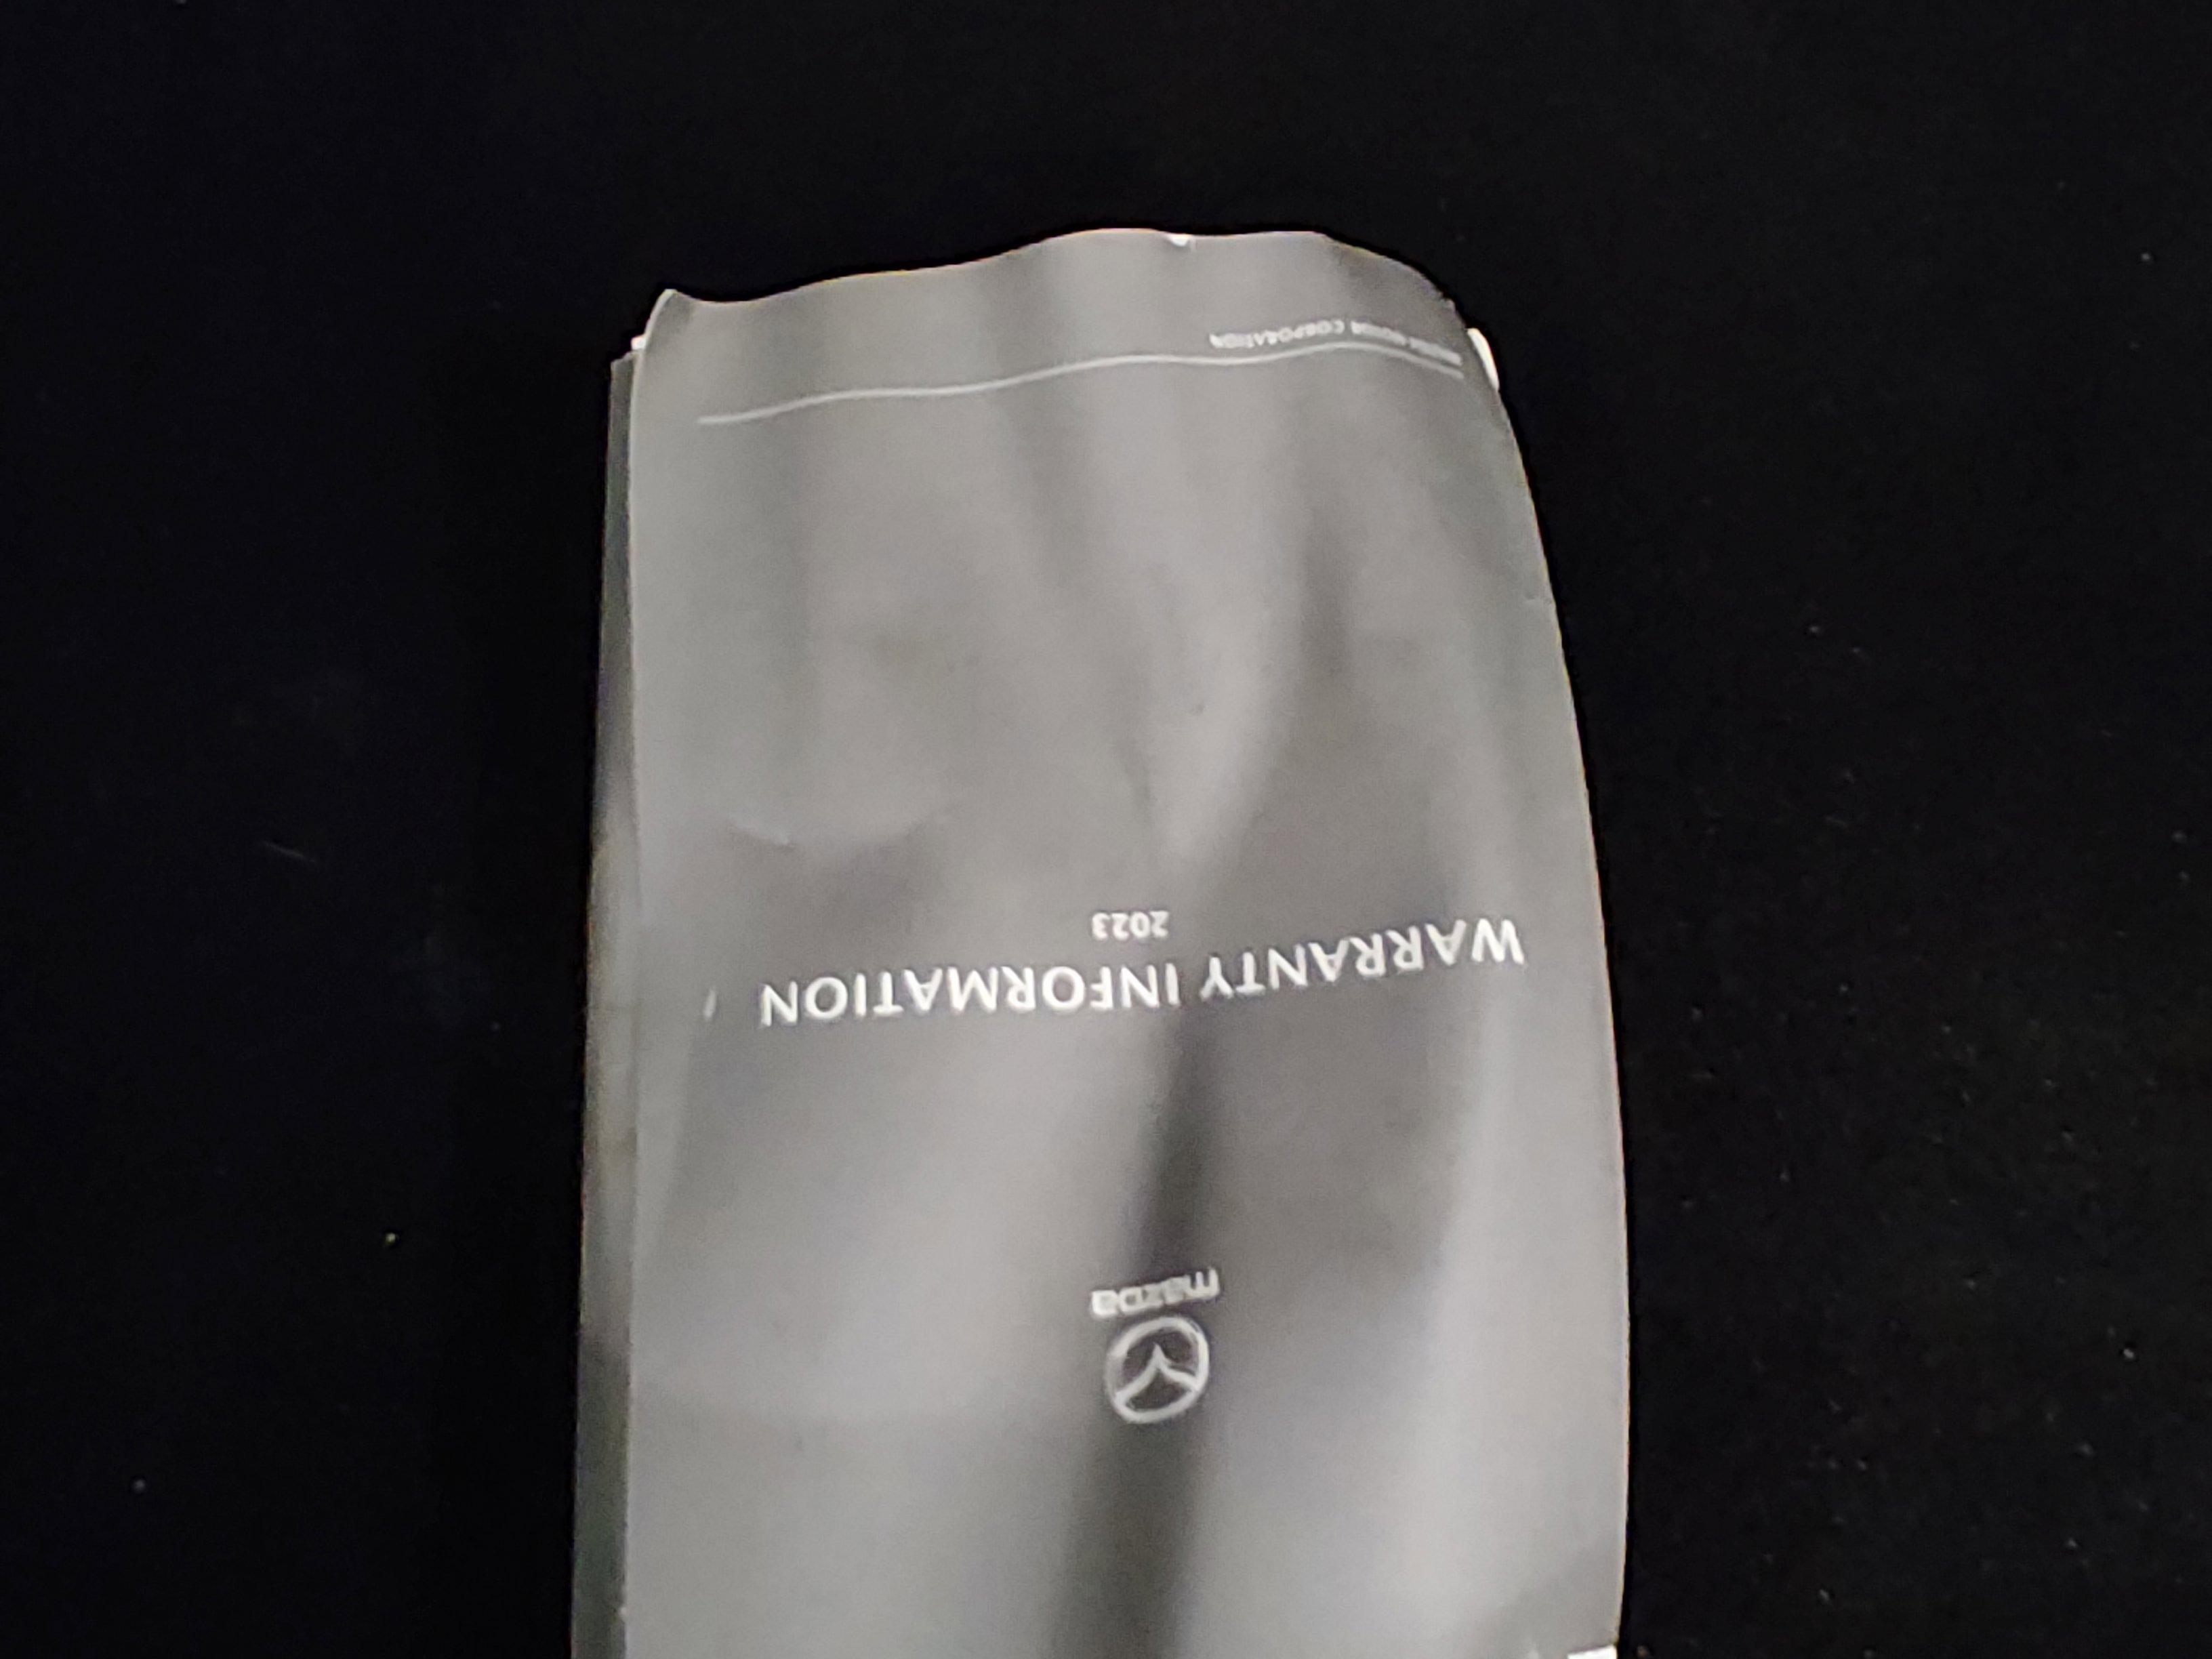 mazda
WARRANTY INFORMATION
2023
CORPORATION